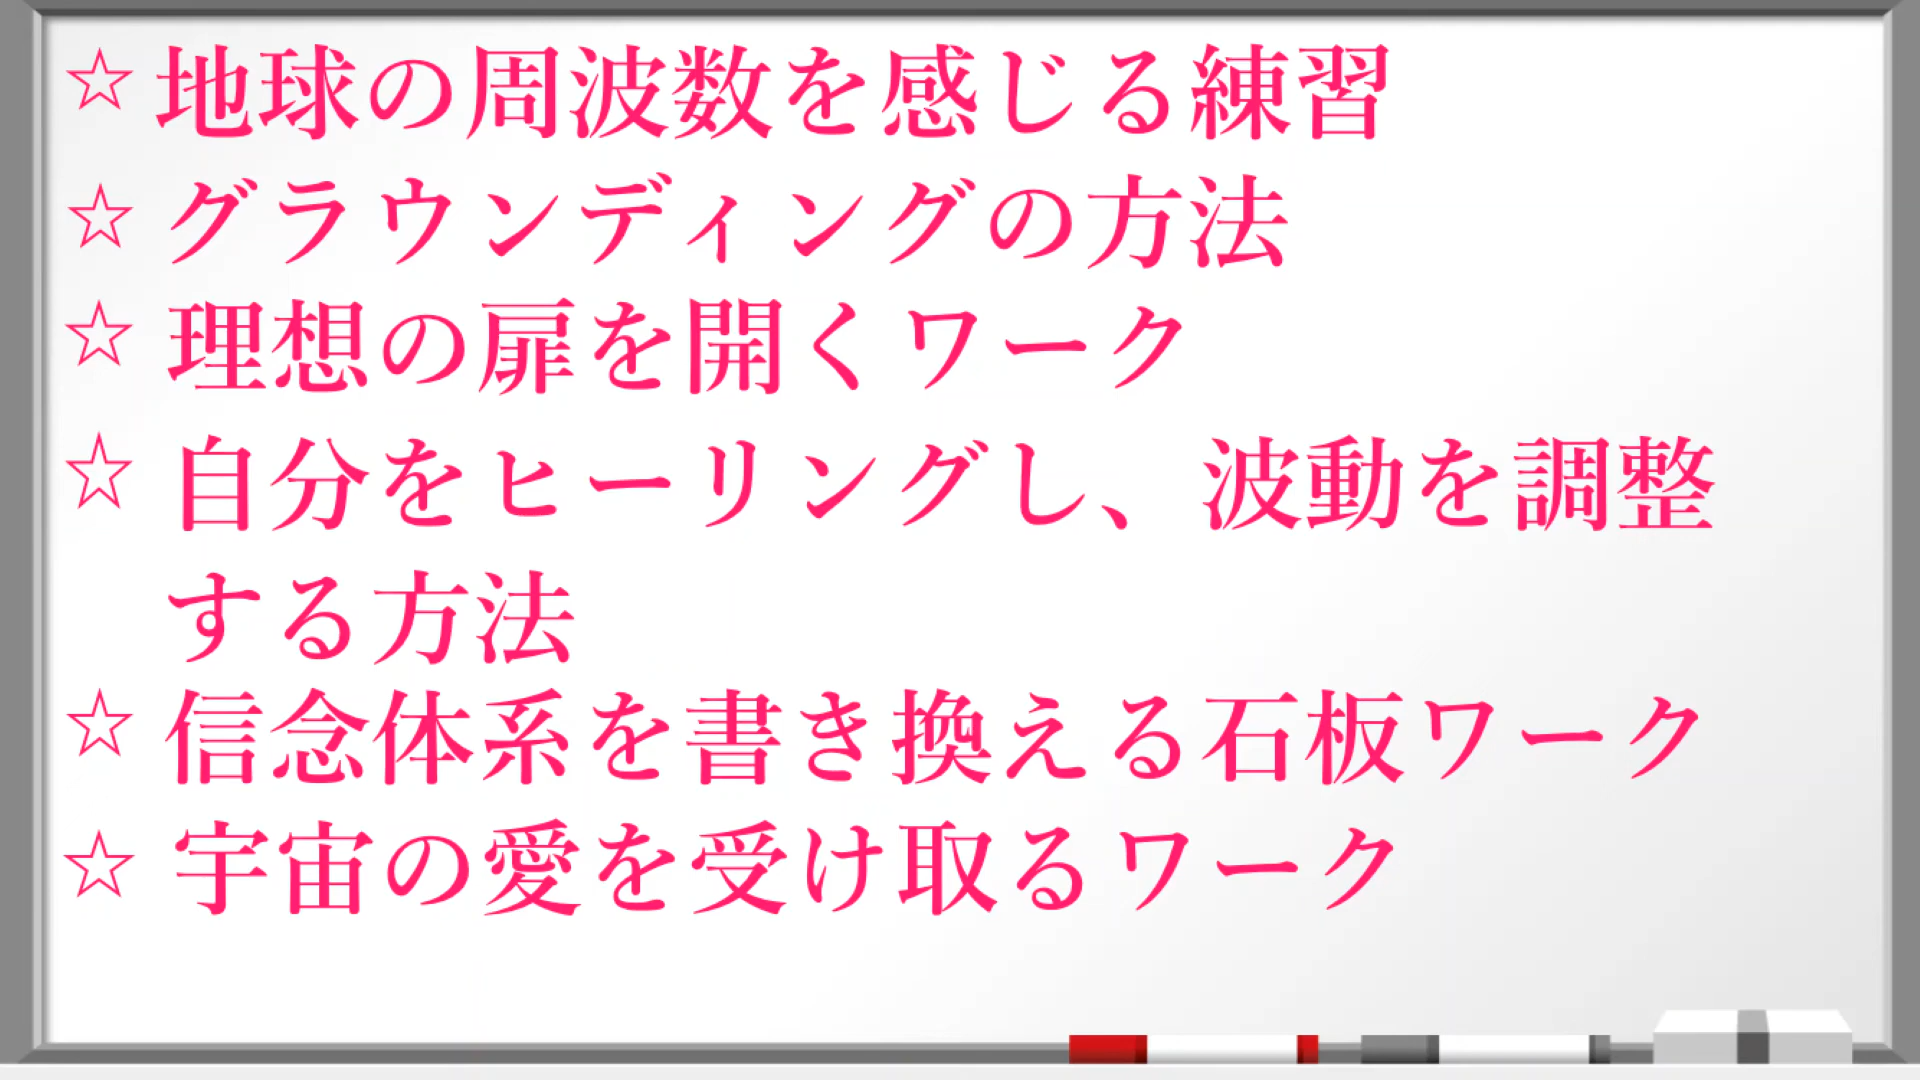 ☆ 地球の周波数を感じる練習
☆ グラウンディングの方法
☆ 理想の扉を開くワーク
☆ 自分をヒーリングし、波動を調整
する方法
☆ 信念体系を書き換える石板ワーク
☆ 宇宙の愛を受け取るワーク